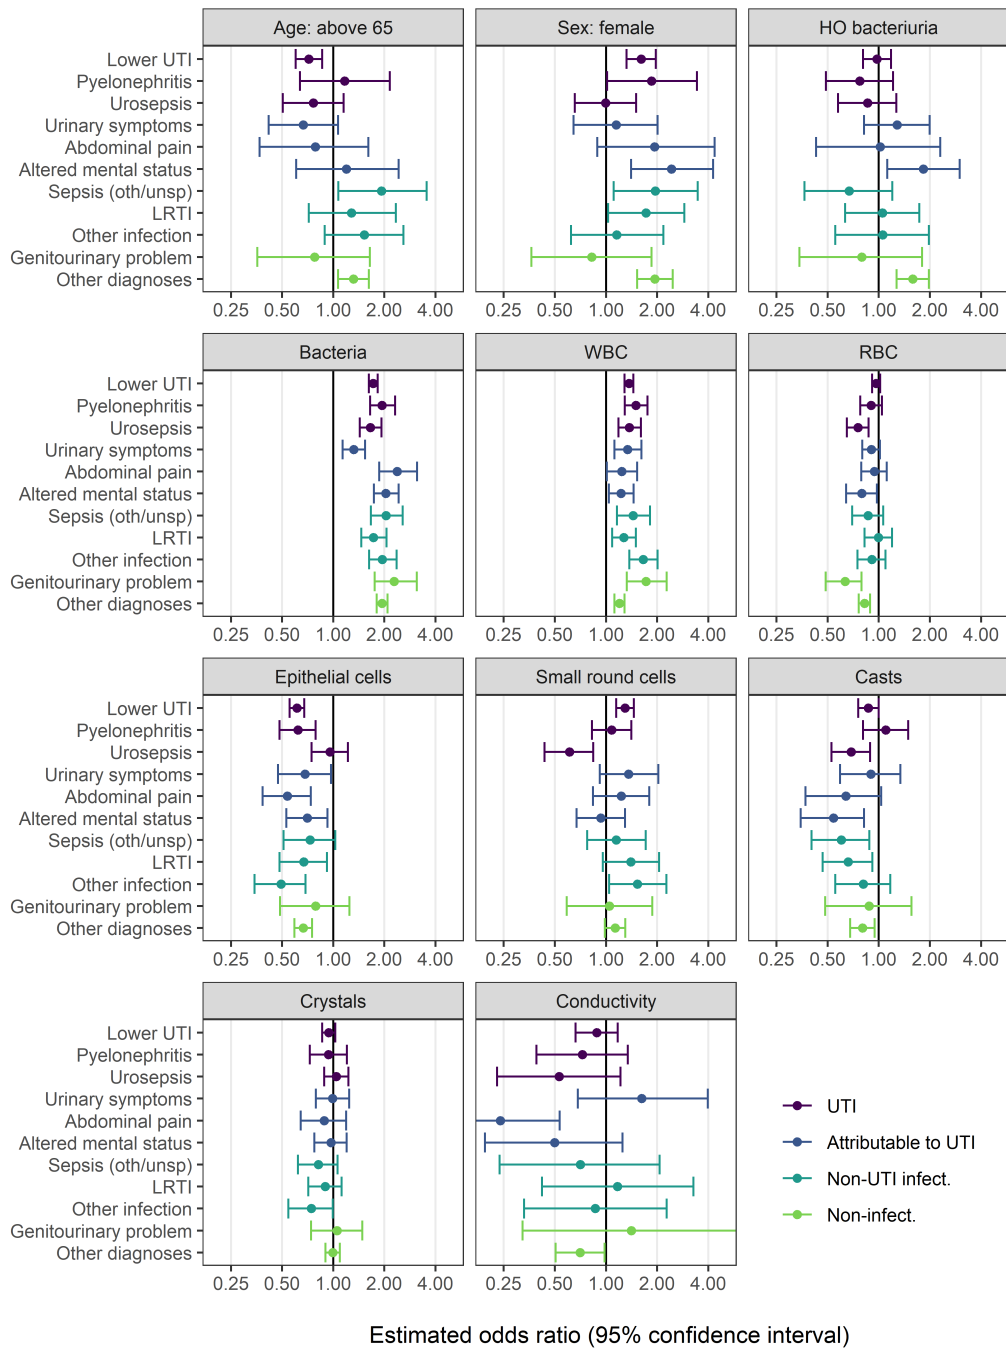 Age: above 65
Sex: female
HO bacteriuria
Lower UTI
Pyelonephritis
Urosepsis
Urinary symptoms
Abdominal pain
Altered mental status
Sepsis (oth/unsp)
LRTI
Other infection
Genitourinary problem
Other diagnoses
0.25 0.50 1.00 2.00 4.00
0.25 0.50 1.00 2.00 4.00
0.25 0.50 1.00 2.00 4.00
Bacteria
WBC
RBC
Lower UTI
Pyelonephritis
Urosepsis
Urinary symptoms
Abdominal pain
Altered mental status
Sepsis (oth/unsp)
LRTI
Other infection
Genitourinary problem
Other diagnoses
0.25 0.50 1.00 2.00 4.00
0.25 0.50 1.00 2.00 4.00
0.25 0.50 1.00 2.00 4.00
Epithelial cells
Small round cells
Casts
Lower UTI
Pyelonephritis
Urosepsis
Urinary symptoms
Abdominal pain
Altered mental status
Sepsis (oth/unsp)
LRTI
Other infection
Genitourinary problem
Other diagnoses
0.25 0.50 1.00 2.00 4.00
0.25 0.50 1.00 2.00 4.00
0.25 0.50 1.00 2.00 4.00
Crystals
Conductivity
Lower UTI
Pyelonephritis
Urosepsis
Urinary symptoms
Abdominal pain
Altered mental status
Sepsis (oth/unsp)
LRTI
Other infection
Genitourinary problem
Other diagnoses
0.25 0.50 1.00 2.00 4.00
0.25 0.50 1.00 2.00 4.00
UTI
Attributable to UTI
Non-UTI infect.
Non-infect.
Estimated odds ratio (95% confidence interval)